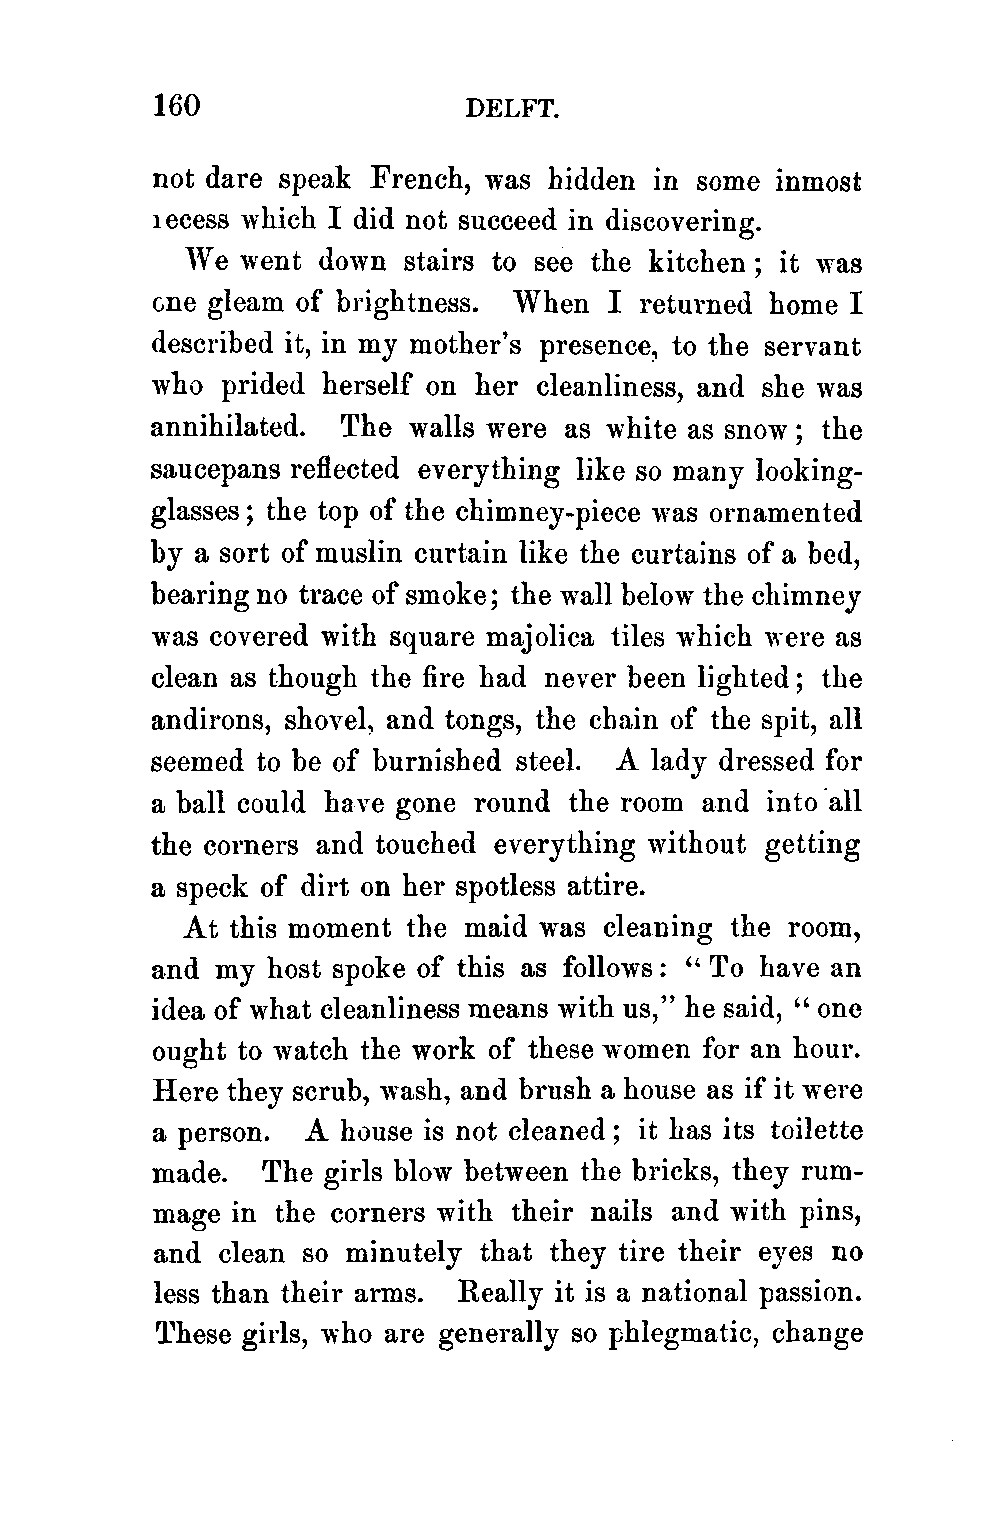 160 DELFT.
not dare speak French, was hidden in some inmost
recess which I did not succeed in discovering.
We went down stairs to see the kitchen; it was
one gleam of brightness. When I returned home I
described it, in my mother's presence, to the servant
who prided herself on her cleanliness, and she was
annihilated. The walls were as white as snow; the
saucepans reflected everything like so many looking-
glasses; the top of the chimney-piece was ornamented
by a sort of muslin curtain like the curtains of a bed,
bearing no trace of smoke; the wall below the chimney
was covered with square majolica tiles which were as
clean as though the fire had never been lighted; the
andirons, shovel, and tongs, the chain of the spit, all
seemed to be of burnished steel. A lady dressed for
a ball could have gone round the room and into all
the corners and touched everything without getting
a speck of dirt on her spotless attire.
At this moment the maid was cleaning the room,
and my host spoke of this as follows: “To have an
idea of what cleanliness means with us,” he said, “one
ought to watch the work of these women for an hour.
Here they scrub, wash, and brush a house as if it were
a person. A house is not cleaned; it has its toilette
made. The girls blow between the bricks, they rum-
mage in the corners with their nails and with pins,
and clean so minutely that they tire their eyes no
less than their arms. Really it is a national passion.
These girls, who are generally so phlegmatic, change